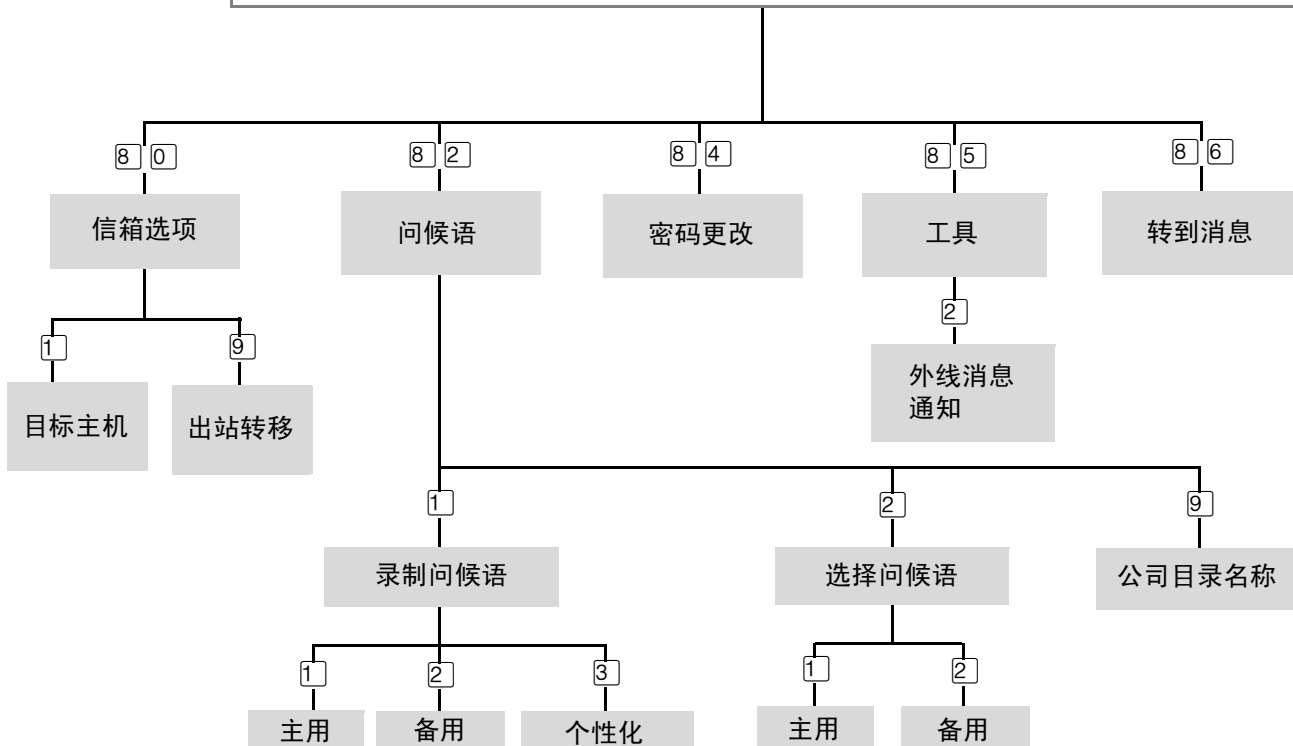 8 0
8 2
8 4
8 5
8 6
信箱选项
问候语
密码更改
工具
转到消息
1
9
2
目标主机
出站转移
外线消息
通知
1
2
9
录制问候语
选择问候语
公司目录名称
1
2
3
1
2
主用
备用
个性化
主用
备用